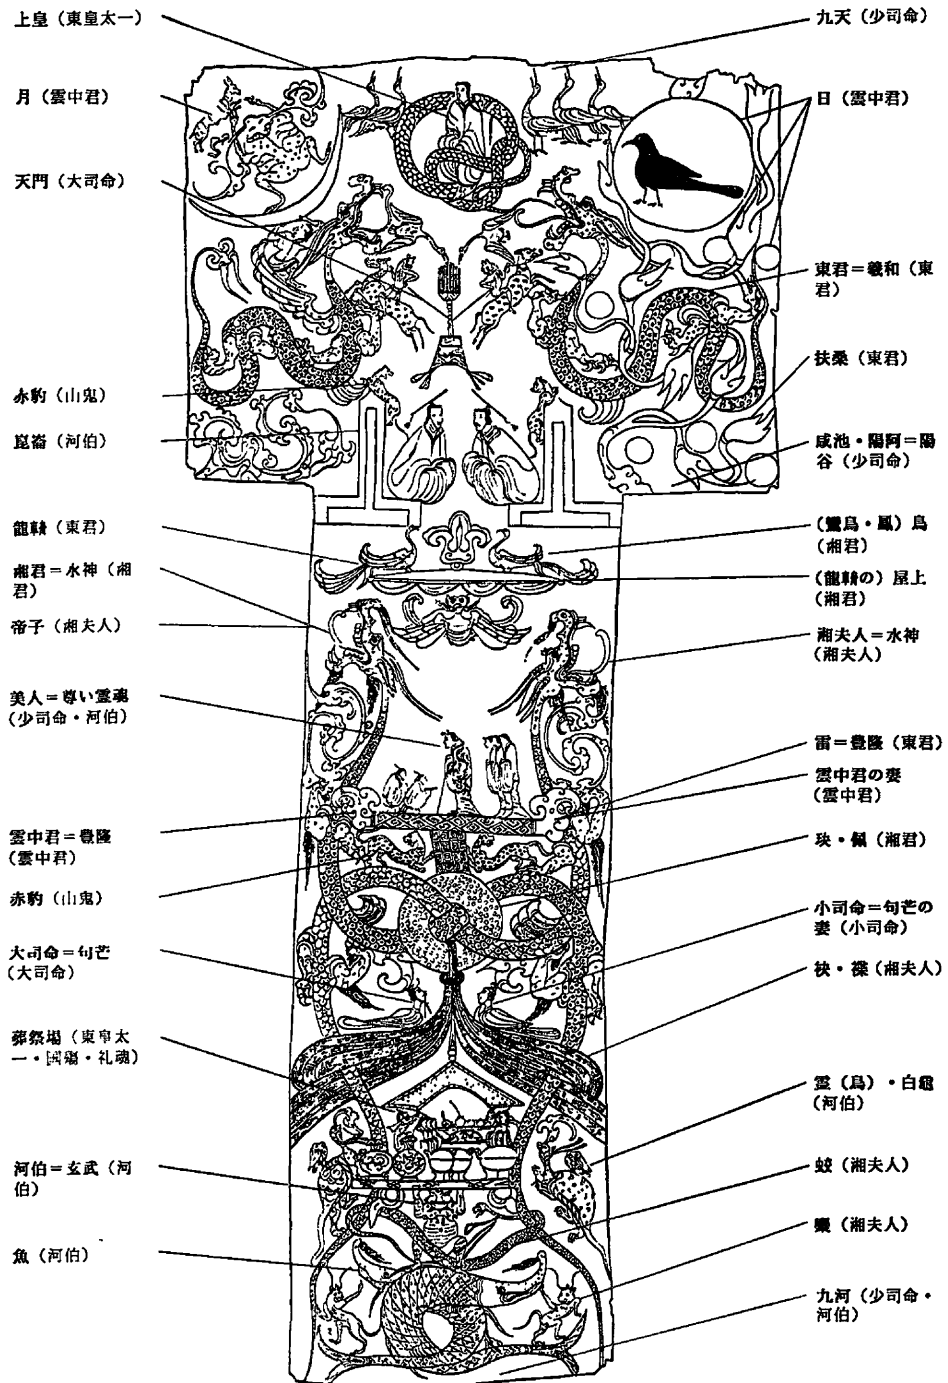 上皇（東皇太一）
月（雲中君）
天門（大司命）
赤豹（山鬼）
崑崙（河伯）
龍輈（東君）
湘君＝水神（湘
君）
帝子（湘夫人）
美人＝尊い霊魂
（少司命・河伯）
雲中君＝豊隆
（雲中君）
赤豹（山鬼）
大司命＝句芒
（大司命）
葬祭場（東皇太
一・国殤・礼魂）
河伯＝玄武（河
伯）
魚（河伯）
九天（少司命）
日（雲中君）
東君＝羲和（東
君）
扶桑（東君）
咸池・陽阿＝陽
谷（少司命）
（鷖鳥・鳳）鳥
（湘君）
（龍輈の）屋上
（湘君）
湘夫人＝水神
（湘夫人）
雷＝豊隆（東君）
雲中君の妻
（雲中君）
玦・佩（湘君）
小司命＝句芒の
妻（小司命）
袂・褋（湘夫人）
霊（鳥）・白黿
（河伯）
蛟（湘夫人）
麋（湘夫人）
九河（少司命・
河伯）